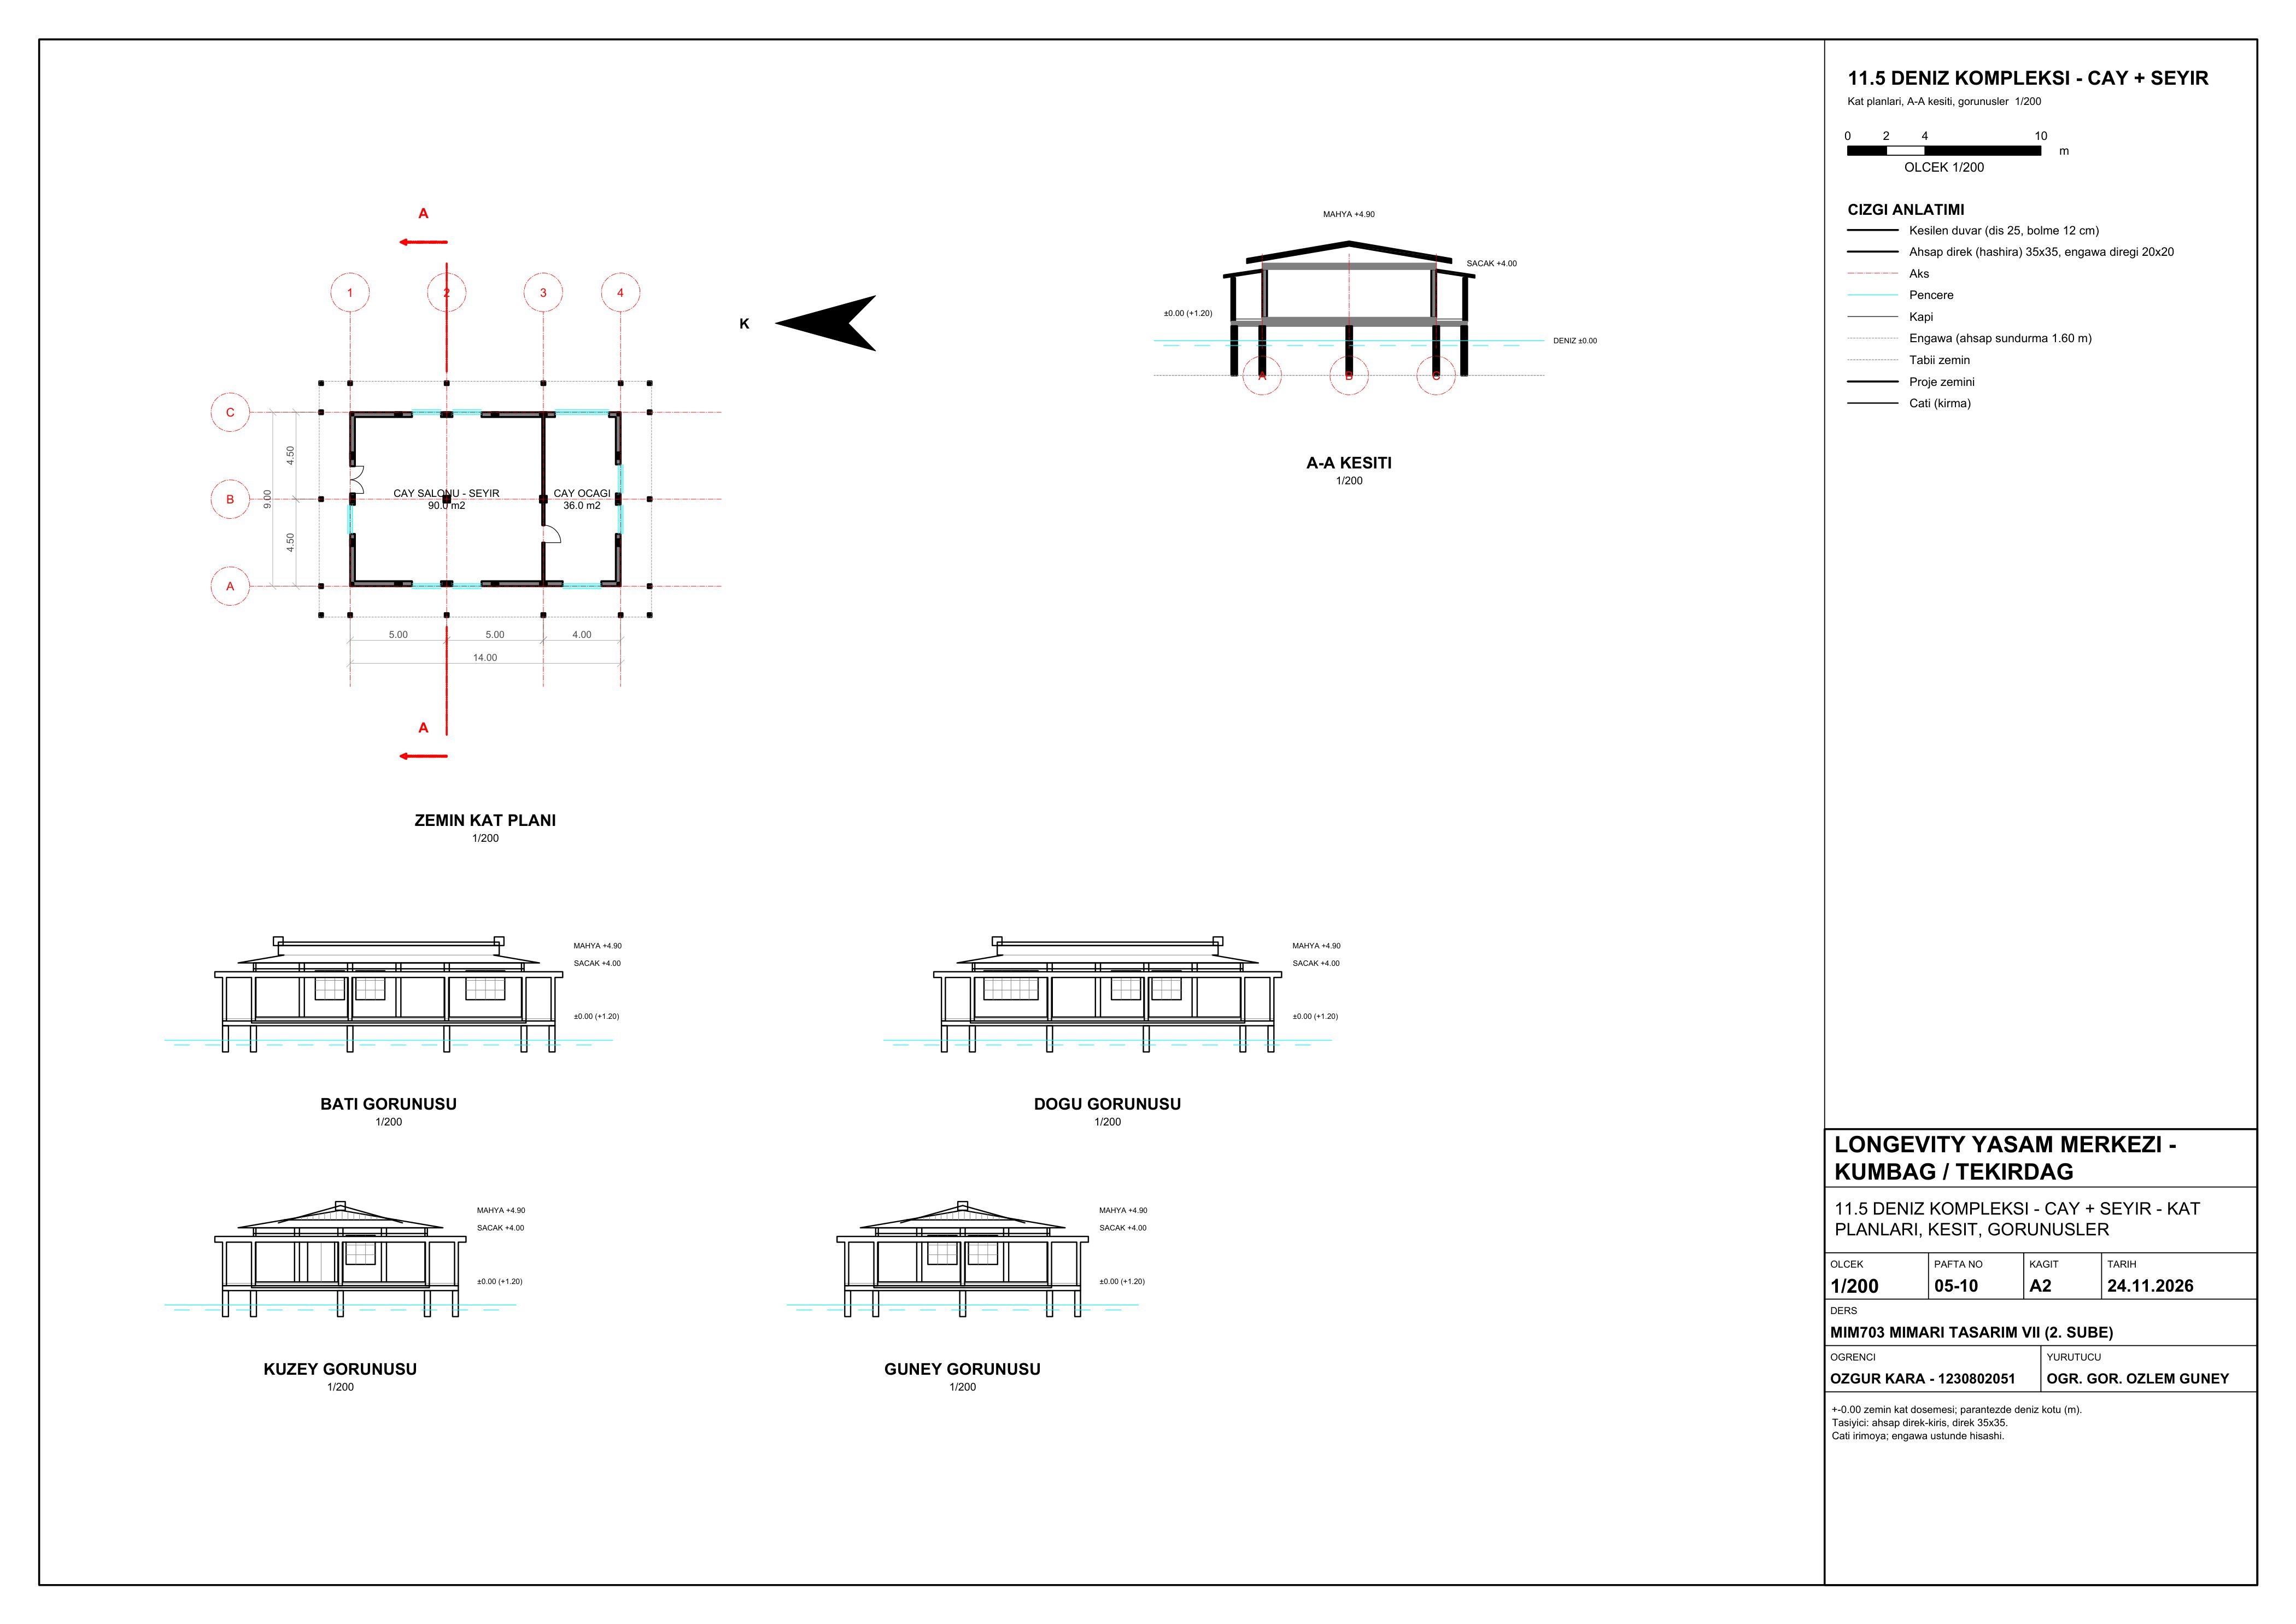 11.5 DENIZ KOMPLEKSI - CAY + SEYIR
Kat planlari, A-A kesiti, gorunusler 1/200
0 2 4 10
m
OLCEK 1/200
CIZGI ANLATIMI
Kesilen duvar (dis 25, bolme 12 cm)
Ahsap direk (hashira) 35x35, engawa diregi 20x20
Aks
Pencere
Kapi
Engawa (ahsap sundurma 1.60 m)
Tabii zemin
Proje zemini
Cati (kirma)
A
1 2 3 4
K
C
B
A
4.50
9.00
4.50
CAY SALONU - SEYIR
90.0 m2
CAY OCAGI
36.0 m2
5.00 5.00 4.00
14.00
A
ZEMIN KAT PLANI
1/200
MAHYA +4.90
SACAK +4.00
±0.00 (+1.20)
DENIZ ±0.00
A B C
A-A KESITI
1/200
MAHYA +4.90
SACAK +4.00
±0.00 (+1.20)
BATI GORUNUSU
1/200
MAHYA +4.90
SACAK +4.00
±0.00 (+1.20)
DOGU GORUNUSU
1/200
MAHYA +4.90
SACAK +4.00
±0.00 (+1.20)
KUZEY GORUNUSU
1/200
MAHYA +4.90
SACAK +4.00
±0.00 (+1.20)
GUNEY GORUNUSU
1/200
LONGEVITY YASAM MERKEZI -
KUMBAG / TEKIRDAG
11.5 DENIZ KOMPLEKSI - CAY + SEYIR - KAT
PLANLARI, KESIT, GORUNUSLER
OLCEK PAFTA NO KAGIT TARIH
1/200 05-10 A2 24.11.2026
DERS
MIM703 MIMARI TASARIM VII (2. SUBE)
OGRENCI YURUTUCU
OZGUR KARA - 1230802051 OGR. GOR. OZLEM GUNEY
+-0.00 zemin kat dosemesi; parantezde deniz kotu (m).
Tasiyici: ahsap direk-kiris, direk 35x35.
Cati irimoya; engawa ustunde hisashi.